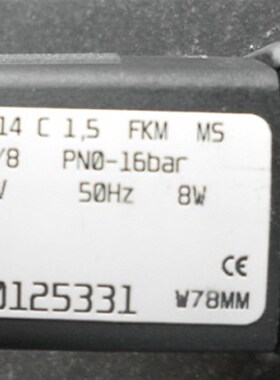 14 C 1,5 FKM MS
/8 PN0-16bar
V 50Hz 8W
CE
0125331 W78MM